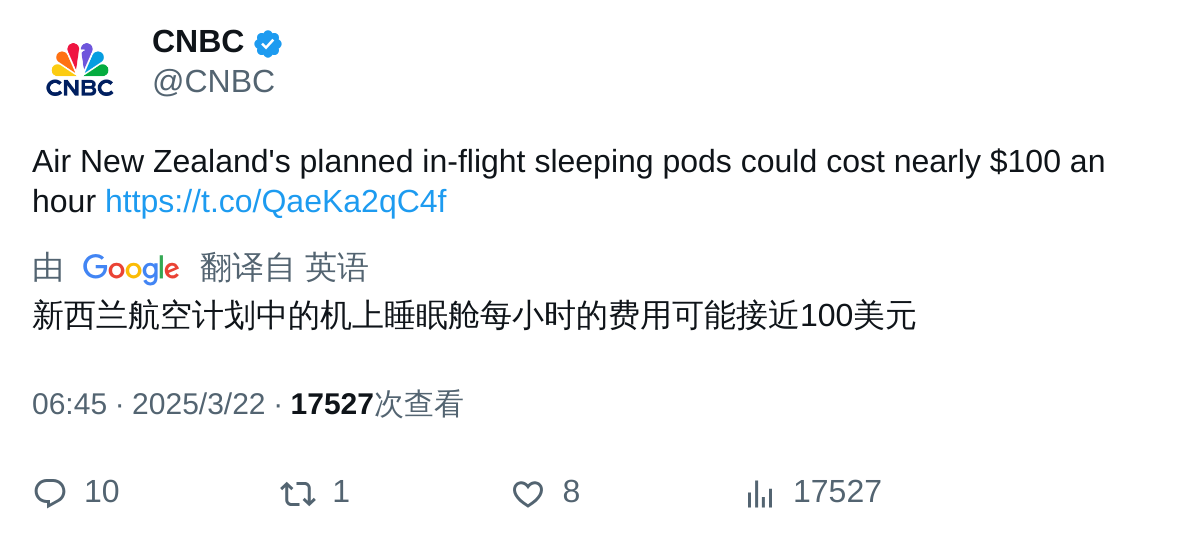 CNBC
CNBC
@CNBC
Air New Zealand's planned in-flight sleeping pods could cost nearly $100 an
hour https://t.co/QaeKa2qC4f
由 Google 翻译自 英语
新西兰航空计划中的机上睡眠舱每小时的费用可能接近100美元
06:45 · 2025/3/22 · 17527次查看
10 1 8 17527